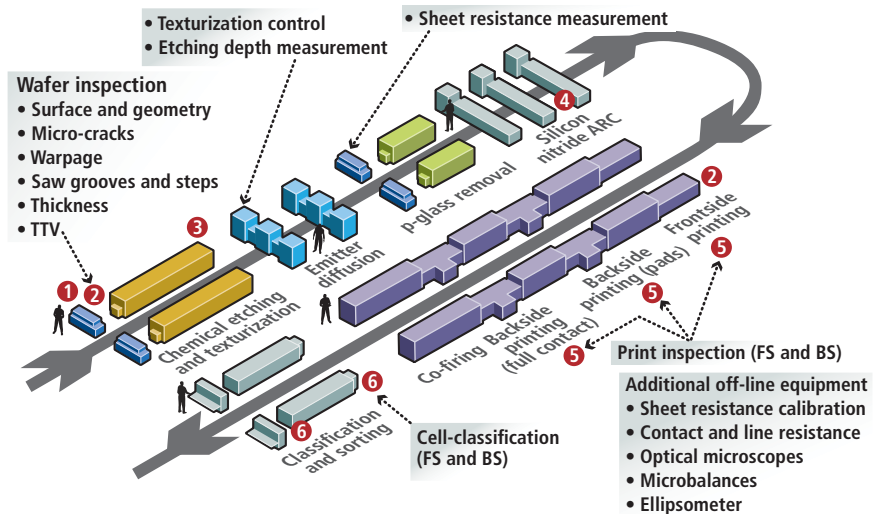 • Texturization control
• Etching depth measurement
• Sheet resistance measurement
Wafer inspection
• Surface and geometry
• Micro-cracks
• Warpage
• Saw grooves and steps
• Thickness
• TTV
1
2
3
Chemical etching
and texturization
Emitter
diffusion
p-glass removal
4
Silicon
nitride ARC
2
Frontside
printing
5
Backside
printing (pads)
5
Backside
printing
(full contact)
5
Co-firing
Print inspection (FS and BS)
6
6
Classification
and sorting
Cell-classification
(FS and BS)
Additional off-line equipment
• Sheet resistance calibration
• Contact and line resistance
• Optical microscopes
• Microbalances
• Ellipsometer